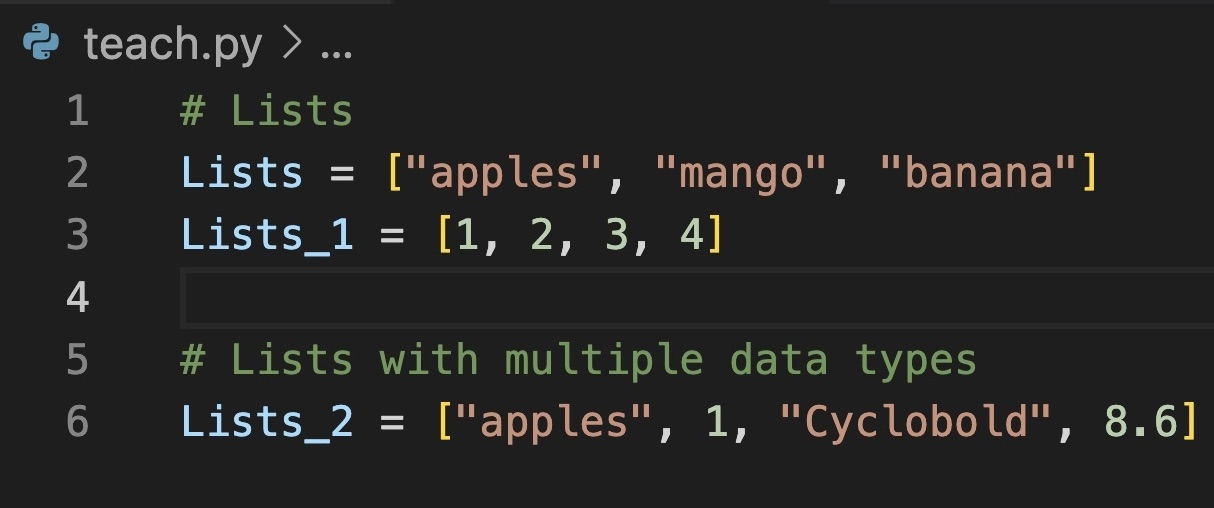 teach.py > ...
1 # Lists
2 Lists = ["apples", "mango", "banana"]
3 Lists_1 = [1, 2, 3, 4]
4
5 # Lists with multiple data types
6 Lists_2 = ["apples", 1, "Cyclobold", 8.6]